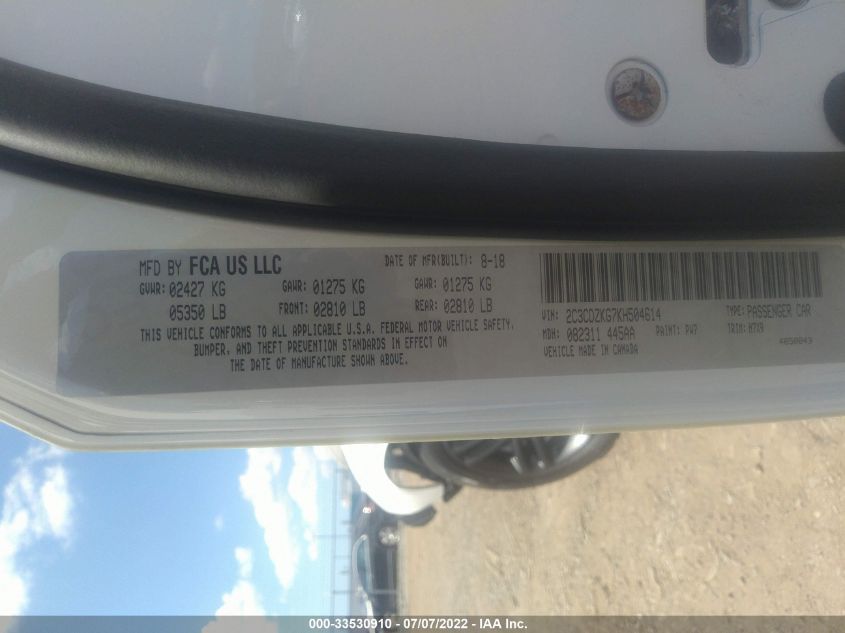 MFD BY FCA US LLC
DATE OF MFR(BUILT): 8-18
GVWR: 02427 KG
GAWR: 01275 KG
GAWR: 01275 KG
05350 LB
FRONT: 02810 LB
REAR: 02810 LB
THIS VEHICLE CONFORMS TO ALL APPLICABLE U.S.A. FEDERAL MOTOR VEHICLE SAFETY,
BUMPER, AND THEFT PREVENTION STANDARDS IN EFFECT ON
THE DATE OF MANUFACTURE SHOWN ABOVE.
VIN: 2C3CDZKG7KH504614
TYPE: PASSENGER CAR
MDH: 082311 445AA
PAINT: PW7
TRIM: H7X9
VEHICLE MADE IN CANADA
4850843
000-33530910 - 07/07/2022 - IAA Inc.